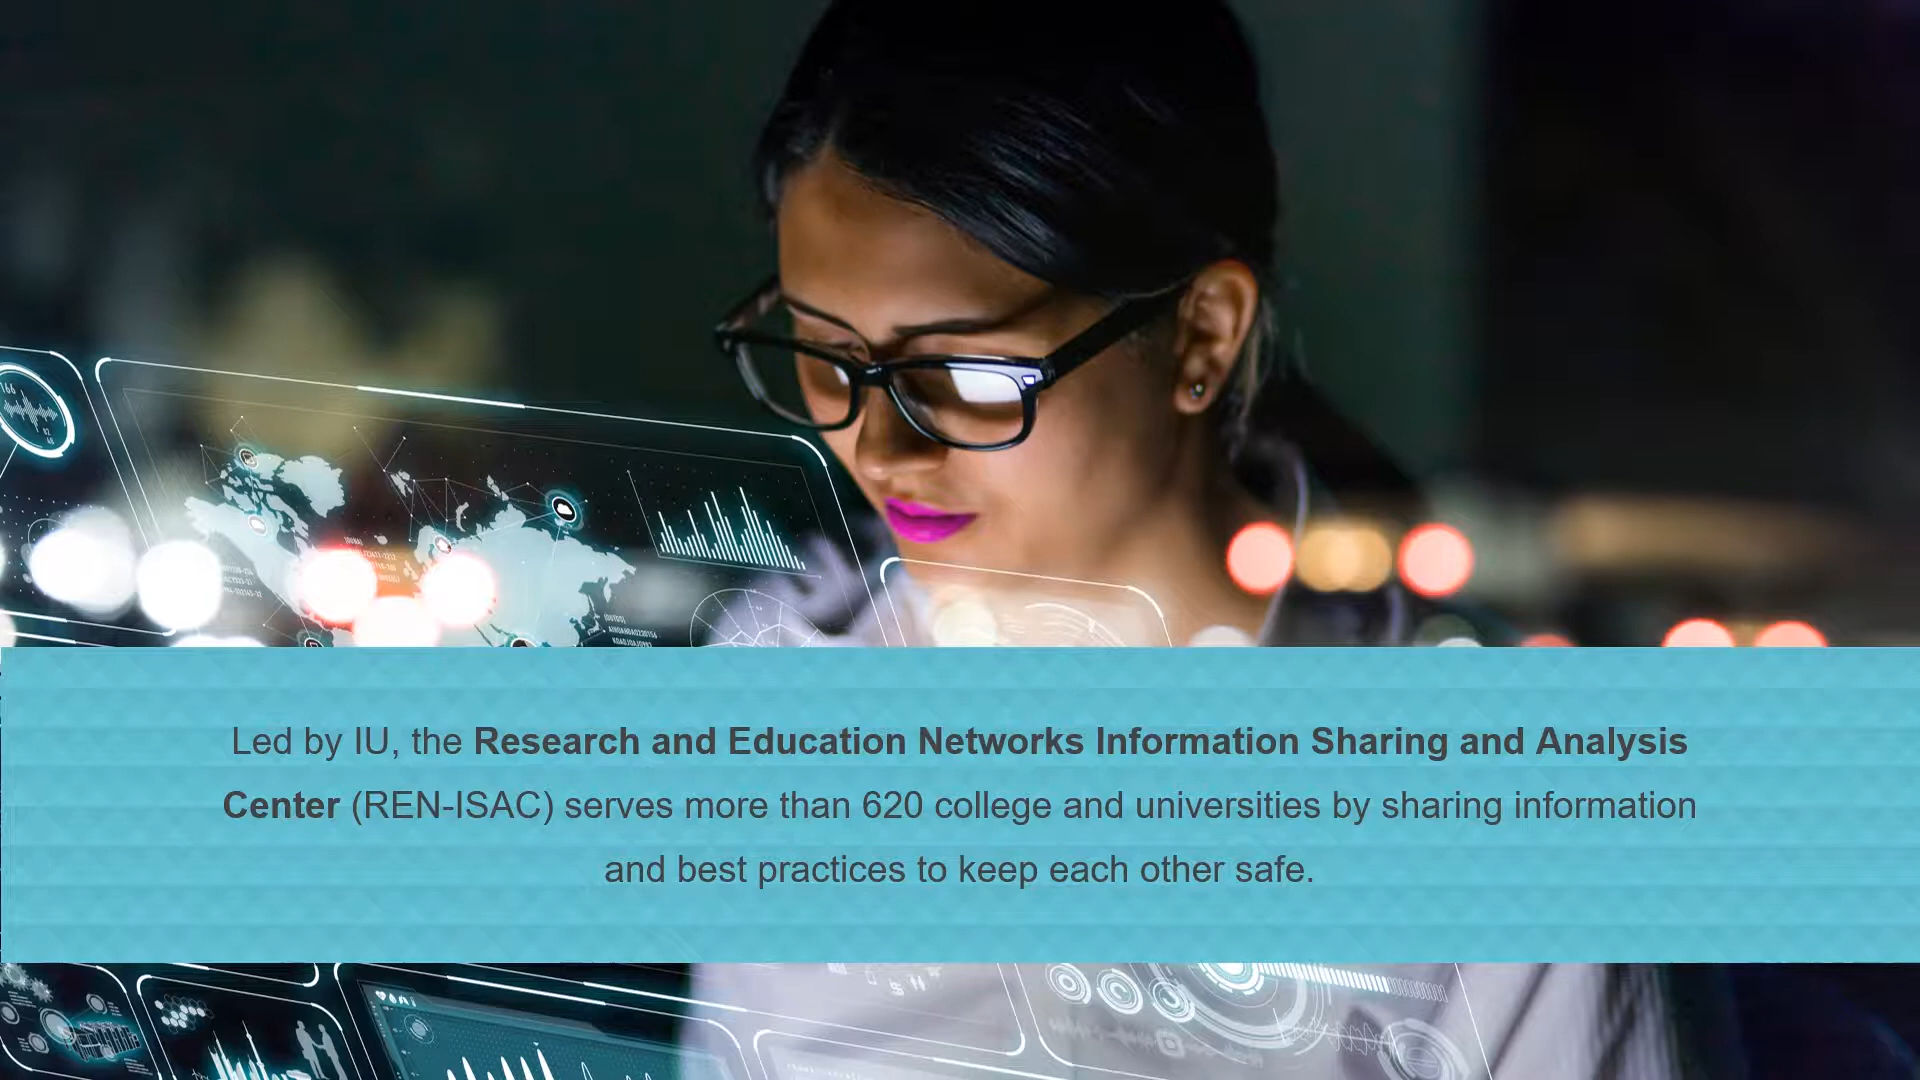 Led by IU, the Research and Education Networks Information Sharing and Analysis
Center (REN-ISAC) serves more than 620 college and universities by sharing information
and best practices to keep each other safe.